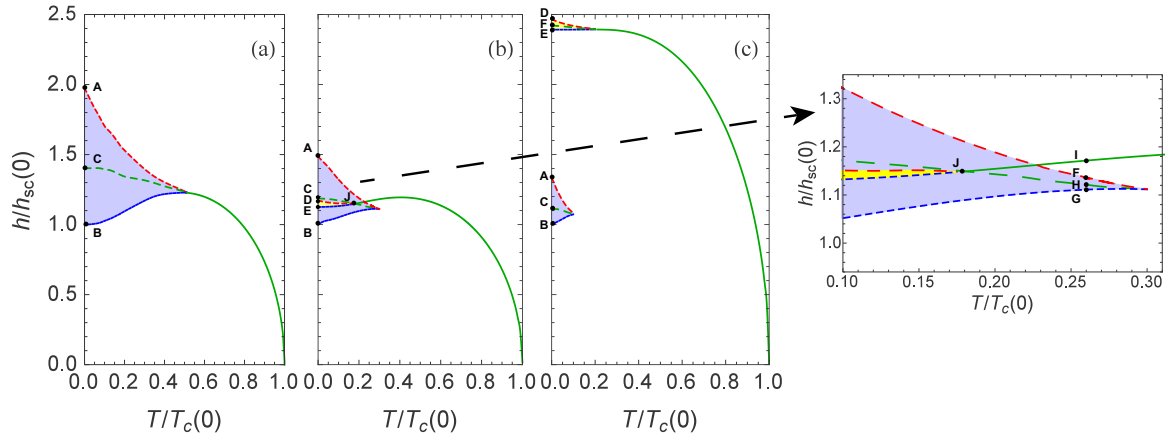 h/hsc(0)
2.5
2.0
1.5
1.0
0.5
0.0
(a)
A
C
B
0.0 0.2 0.4 0.6 0.8 1.0
T/Tc(0)
(b)
A
C
D
E
B
J
0.0 0.2 0.4 0.6 0.8 1.0
T/Tc(0)
(c)
D
F
E
A
C
B
0.0 0.2 0.4 0.6 0.8 1.0
T/Tc(0)
h/hsc(0)
1.3
1.2
1.1
1.0
J
I
F
H
G
0.10 0.15 0.20 0.25 0.30
T/Tc(0)